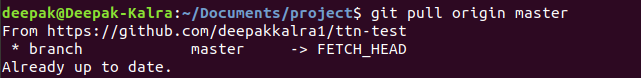 deepak@Deepak-Kalra:~/Documents/project$ git pull origin master
From https://github.com/deepakkalra1/ttn-test
 * branch            master     -> FETCH_HEAD
Already up to date.